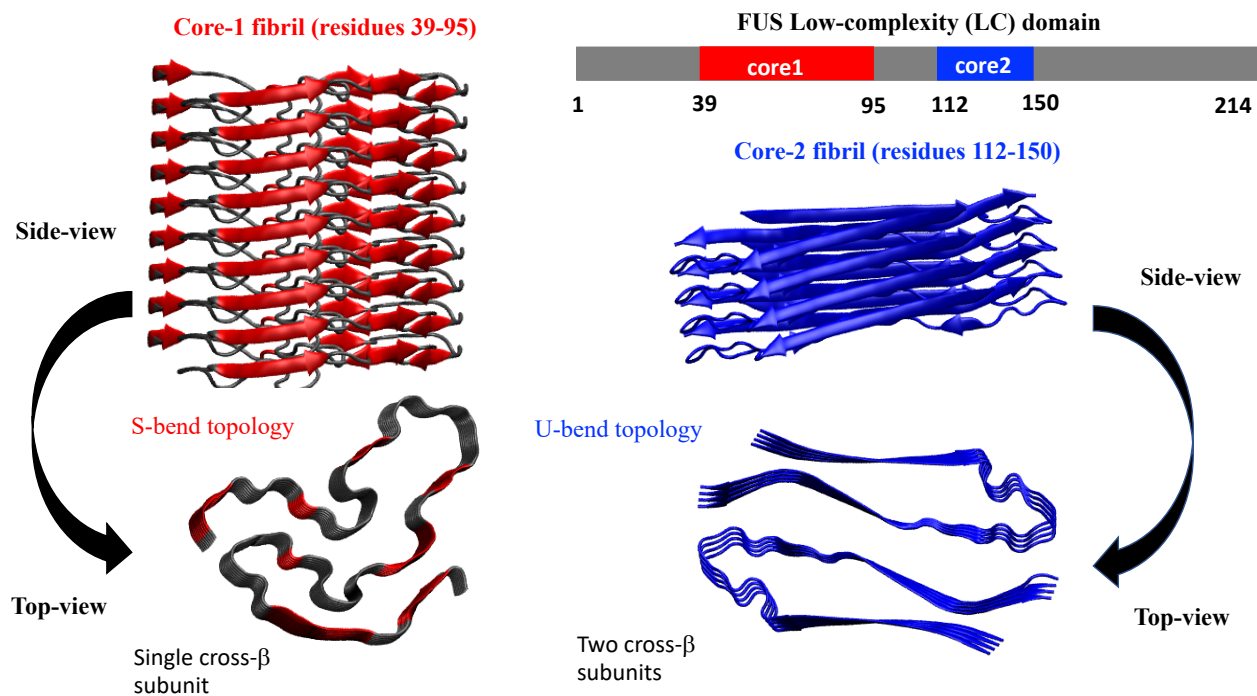 Core-1 fibril (residues 39-95)
FUS Low-complexity (LC) domain
core1
core2
1
39
95
112
150
214
Core-2 fibril (residues 112-150)
Side-view
Side-view
S-bend topology
U-bend topology
Top-view
Top-view
Single cross-β
subunit
Two cross-β
subunits